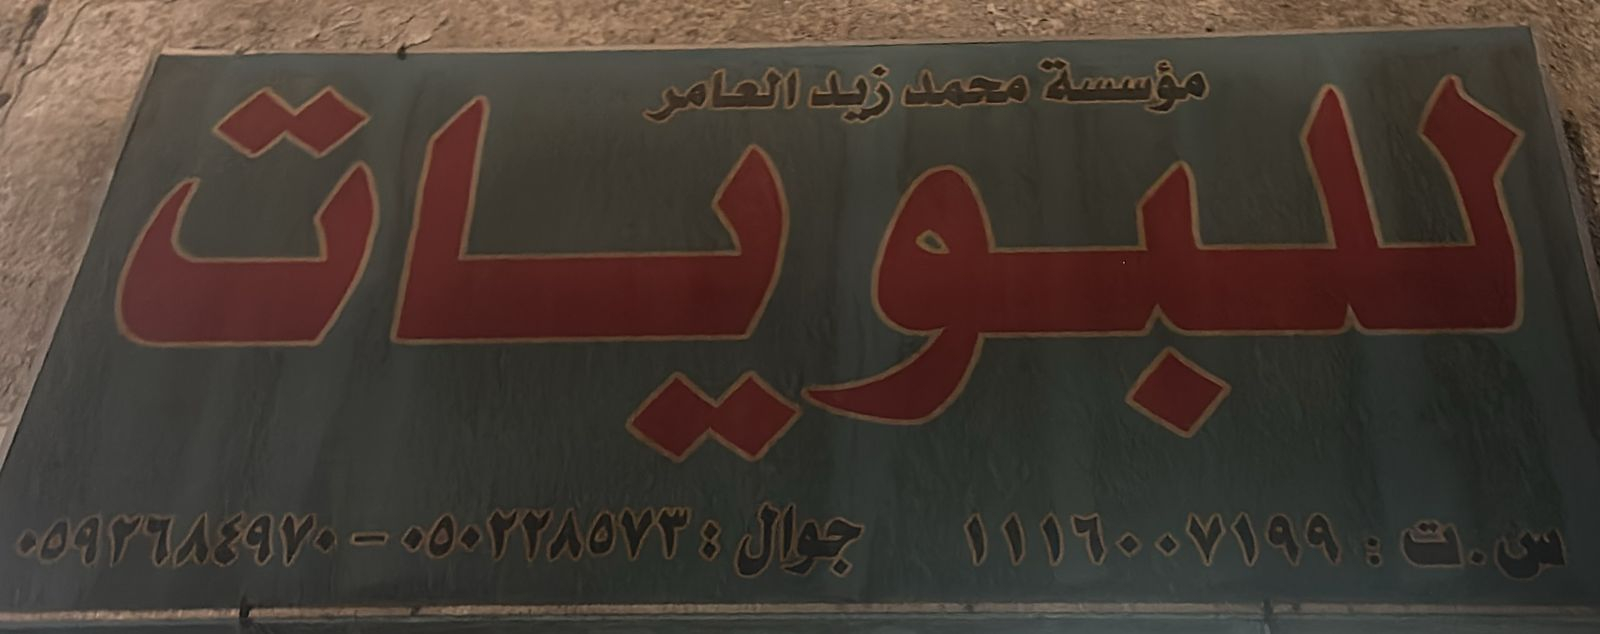 مؤسسة محمد زيد العامر
للبويات
س.ت : ١١١٦٠٠٧١٩٩ جوال : ٠٥٠٢٢٨٥٧٣ – ٠٥٩٢٦٨٤٩٧٠